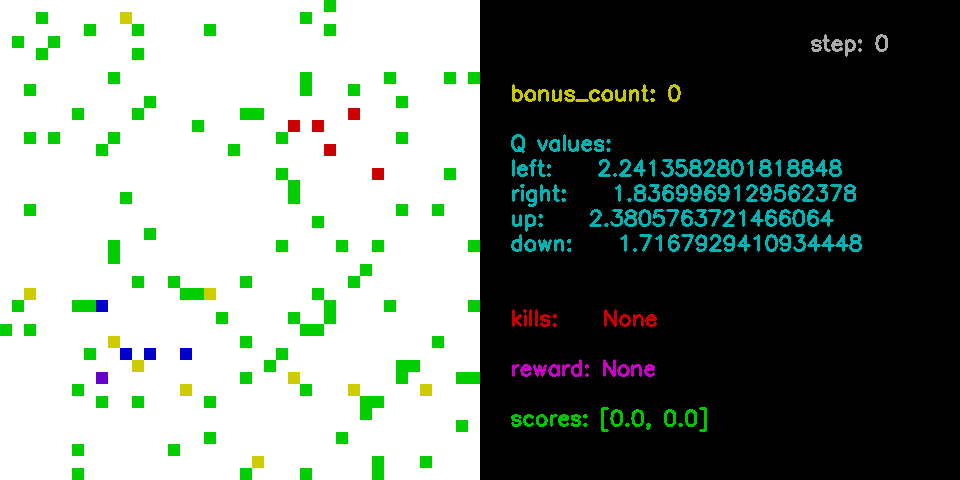 step: 0
bonus_count: 0
Q values:
left: 2.2413582801818848
right: 1.8369969129562378
up: 2.3805763721466064
down: 1.7167929410934448
kills: None
reward: None
scores: [0.0, 0.0]